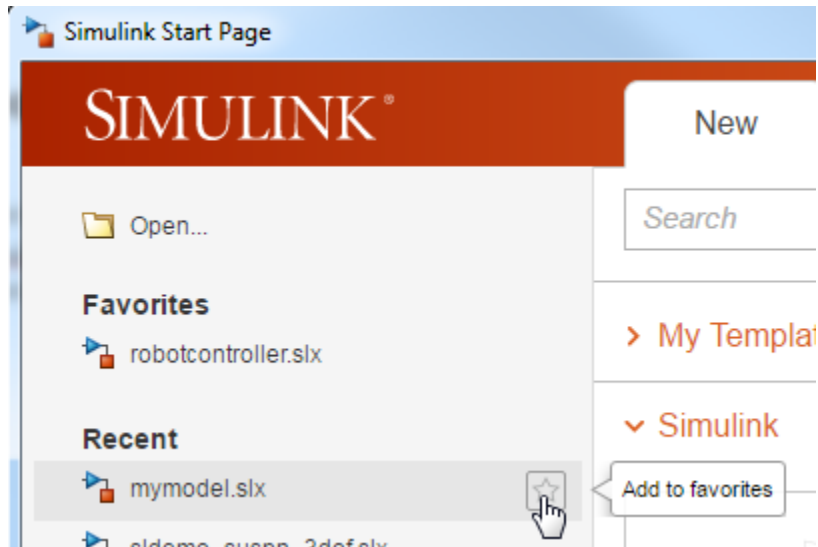 Simulink Start Page
SIMULINK®
New
Open...
Search
Favorites
robotcontroller.slx
My Templat
Recent
Simulink
mymodel.slx
Add to favorites